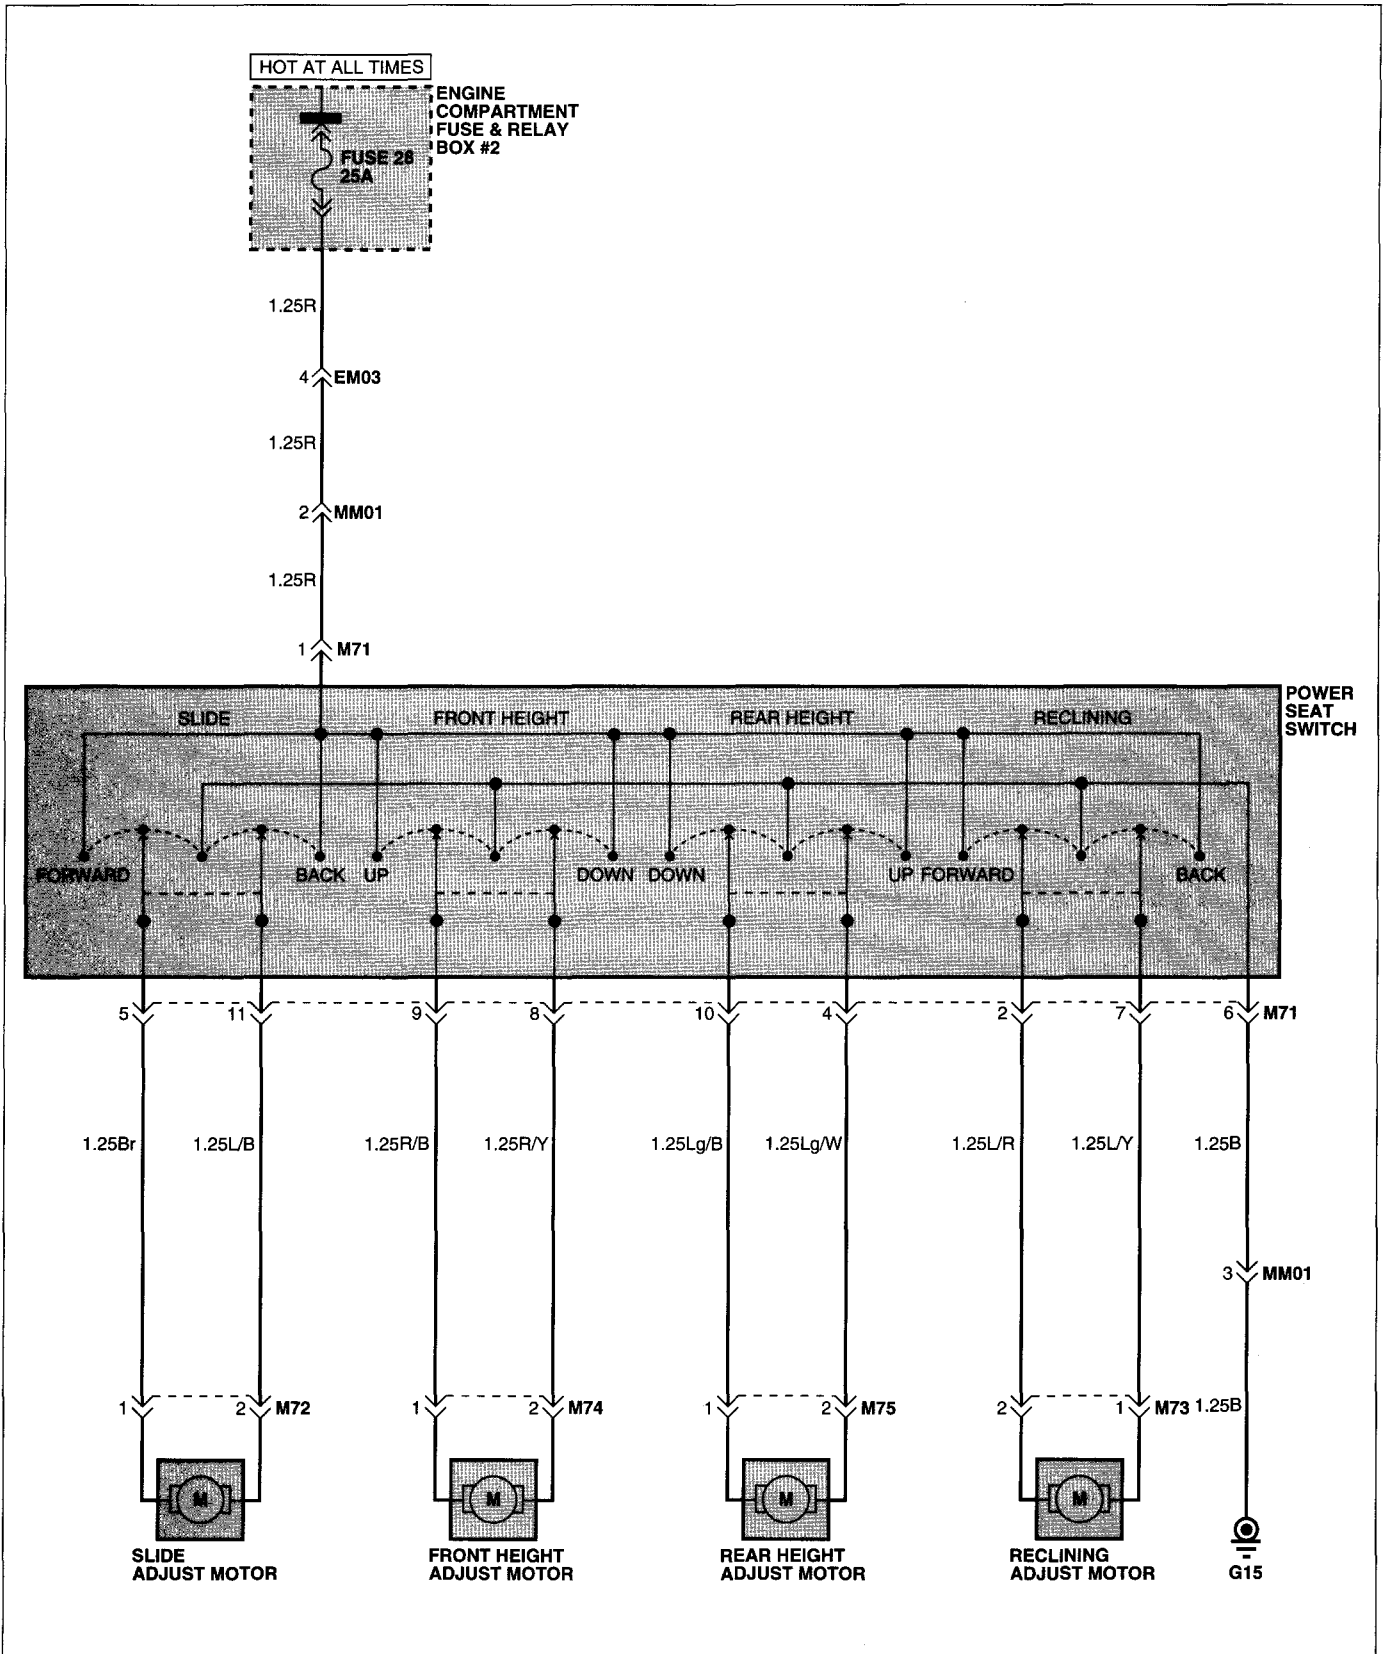 HOT AT ALL TIMES
ENGINE
COMPARTMENT
FUSE & RELAY
BOX #2
FUSE 28
25A
1.25R
4 EM03
1.25R
2 MM01
1.25R
1 M71
POWER
SEAT
SWITCH
SLIDE FRONT HEIGHT REAR HEIGHT RECLINING
FORWARD BACK UP DOWN DOWN UP FORWARD BACK
5 11 9 8 10 4 2 7 6 M71
1.25Br 1.25L/B 1.25R/B 1.25R/Y 1.25Lg/B 1.25Lg/W 1.25L/R 1.25L/Y 1.25B
3 MM01
1 2 M72 1 2 M74 1 2 M75 2 1 M73 1.25B
M M M M
SLIDE
ADJUST MOTOR
FRONT HEIGHT
ADJUST MOTOR
REAR HEIGHT
ADJUST MOTOR
RECLINING
ADJUST MOTOR
G15